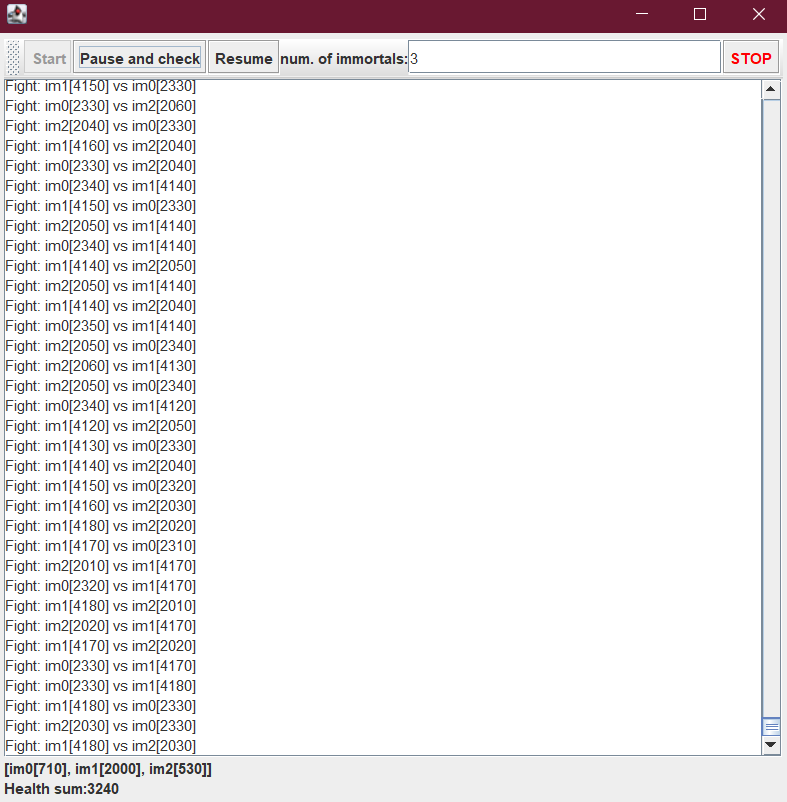 Start Pause and check Resume num. of immortals: 3 STOP
Fight: im1[4150] vs im0[2330]
Fight: im0[2330] vs im2[2060]
Fight: im2[2040] vs im0[2330]
Fight: im1[4160] vs im2[2040]
Fight: im0[2330] vs im2[2040]
Fight: im0[2340] vs im1[4140]
Fight: im1[4150] vs im0[2330]
Fight: im2[2050] vs im1[4140]
Fight: im0[2340] vs im1[4140]
Fight: im1[4140] vs im2[2050]
Fight: im2[2050] vs im1[4140]
Fight: im1[4140] vs im2[2040]
Fight: im0[2350] vs im1[4140]
Fight: im2[2050] vs im0[2340]
Fight: im2[2060] vs im1[4130]
Fight: im2[2050] vs im0[2340]
Fight: im0[2340] vs im1[4120]
Fight: im1[4120] vs im2[2050]
Fight: im1[4130] vs im0[2330]
Fight: im1[4140] vs im2[2040]
Fight: im1[4150] vs im0[2320]
Fight: im1[4160] vs im2[2030]
Fight: im1[4180] vs im2[2020]
Fight: im1[4170] vs im0[2310]
Fight: im2[2010] vs im1[4170]
Fight: im0[2320] vs im1[4170]
Fight: im1[4180] vs im2[2010]
Fight: im2[2020] vs im1[4170]
Fight: im1[4170] vs im2[2020]
Fight: im0[2330] vs im1[4170]
Fight: im0[2330] vs im1[4180]
Fight: im1[4180] vs im0[2330]
Fight: im2[2030] vs im0[2330]
Fight: im1[4180] vs im2[2030]
[im0[710], im1[2000], im2[530]]
Health sum:3240